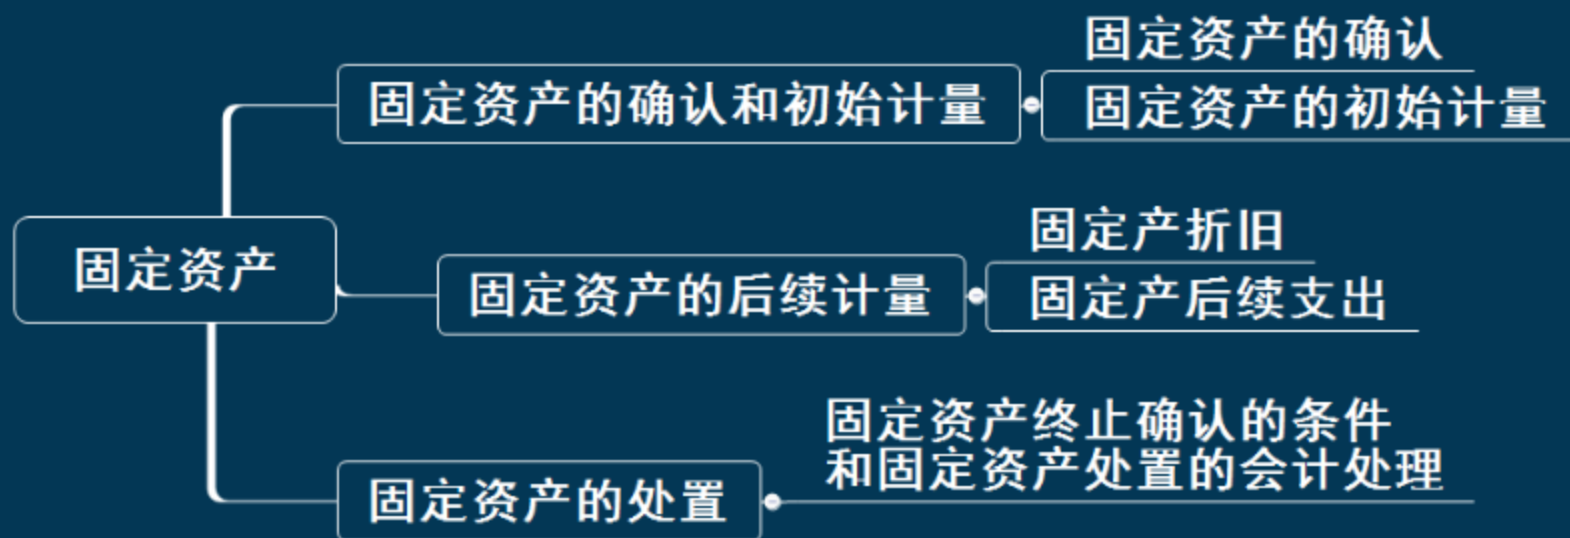 固定资产的确认
固定资产的确认和初始计量
固定资产的初始计量
固定产折旧
固定资产
固定资产的后续计量
固定产后续支出
固定资产终止确认的条件
和固定资产处置的会计处理
固定资产的处置